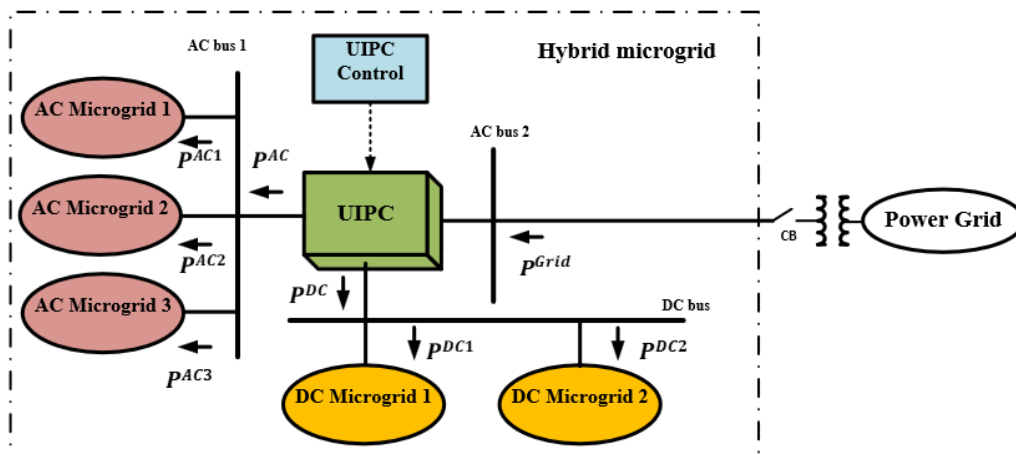 AC bus 1
UIPC
Control
Hybrid microgrid
AC Microgrid 1
P^{AC1}
P^{AC}
AC bus 2
AC Microgrid 2
UIPC
Power Grid
CB
P^{AC2}
P^{Grid}
P^{DC}
AC Microgrid 3
DC bus
P^{AC3}
P^{DC1}
P^{DC2}
DC Microgrid 1
DC Microgrid 2